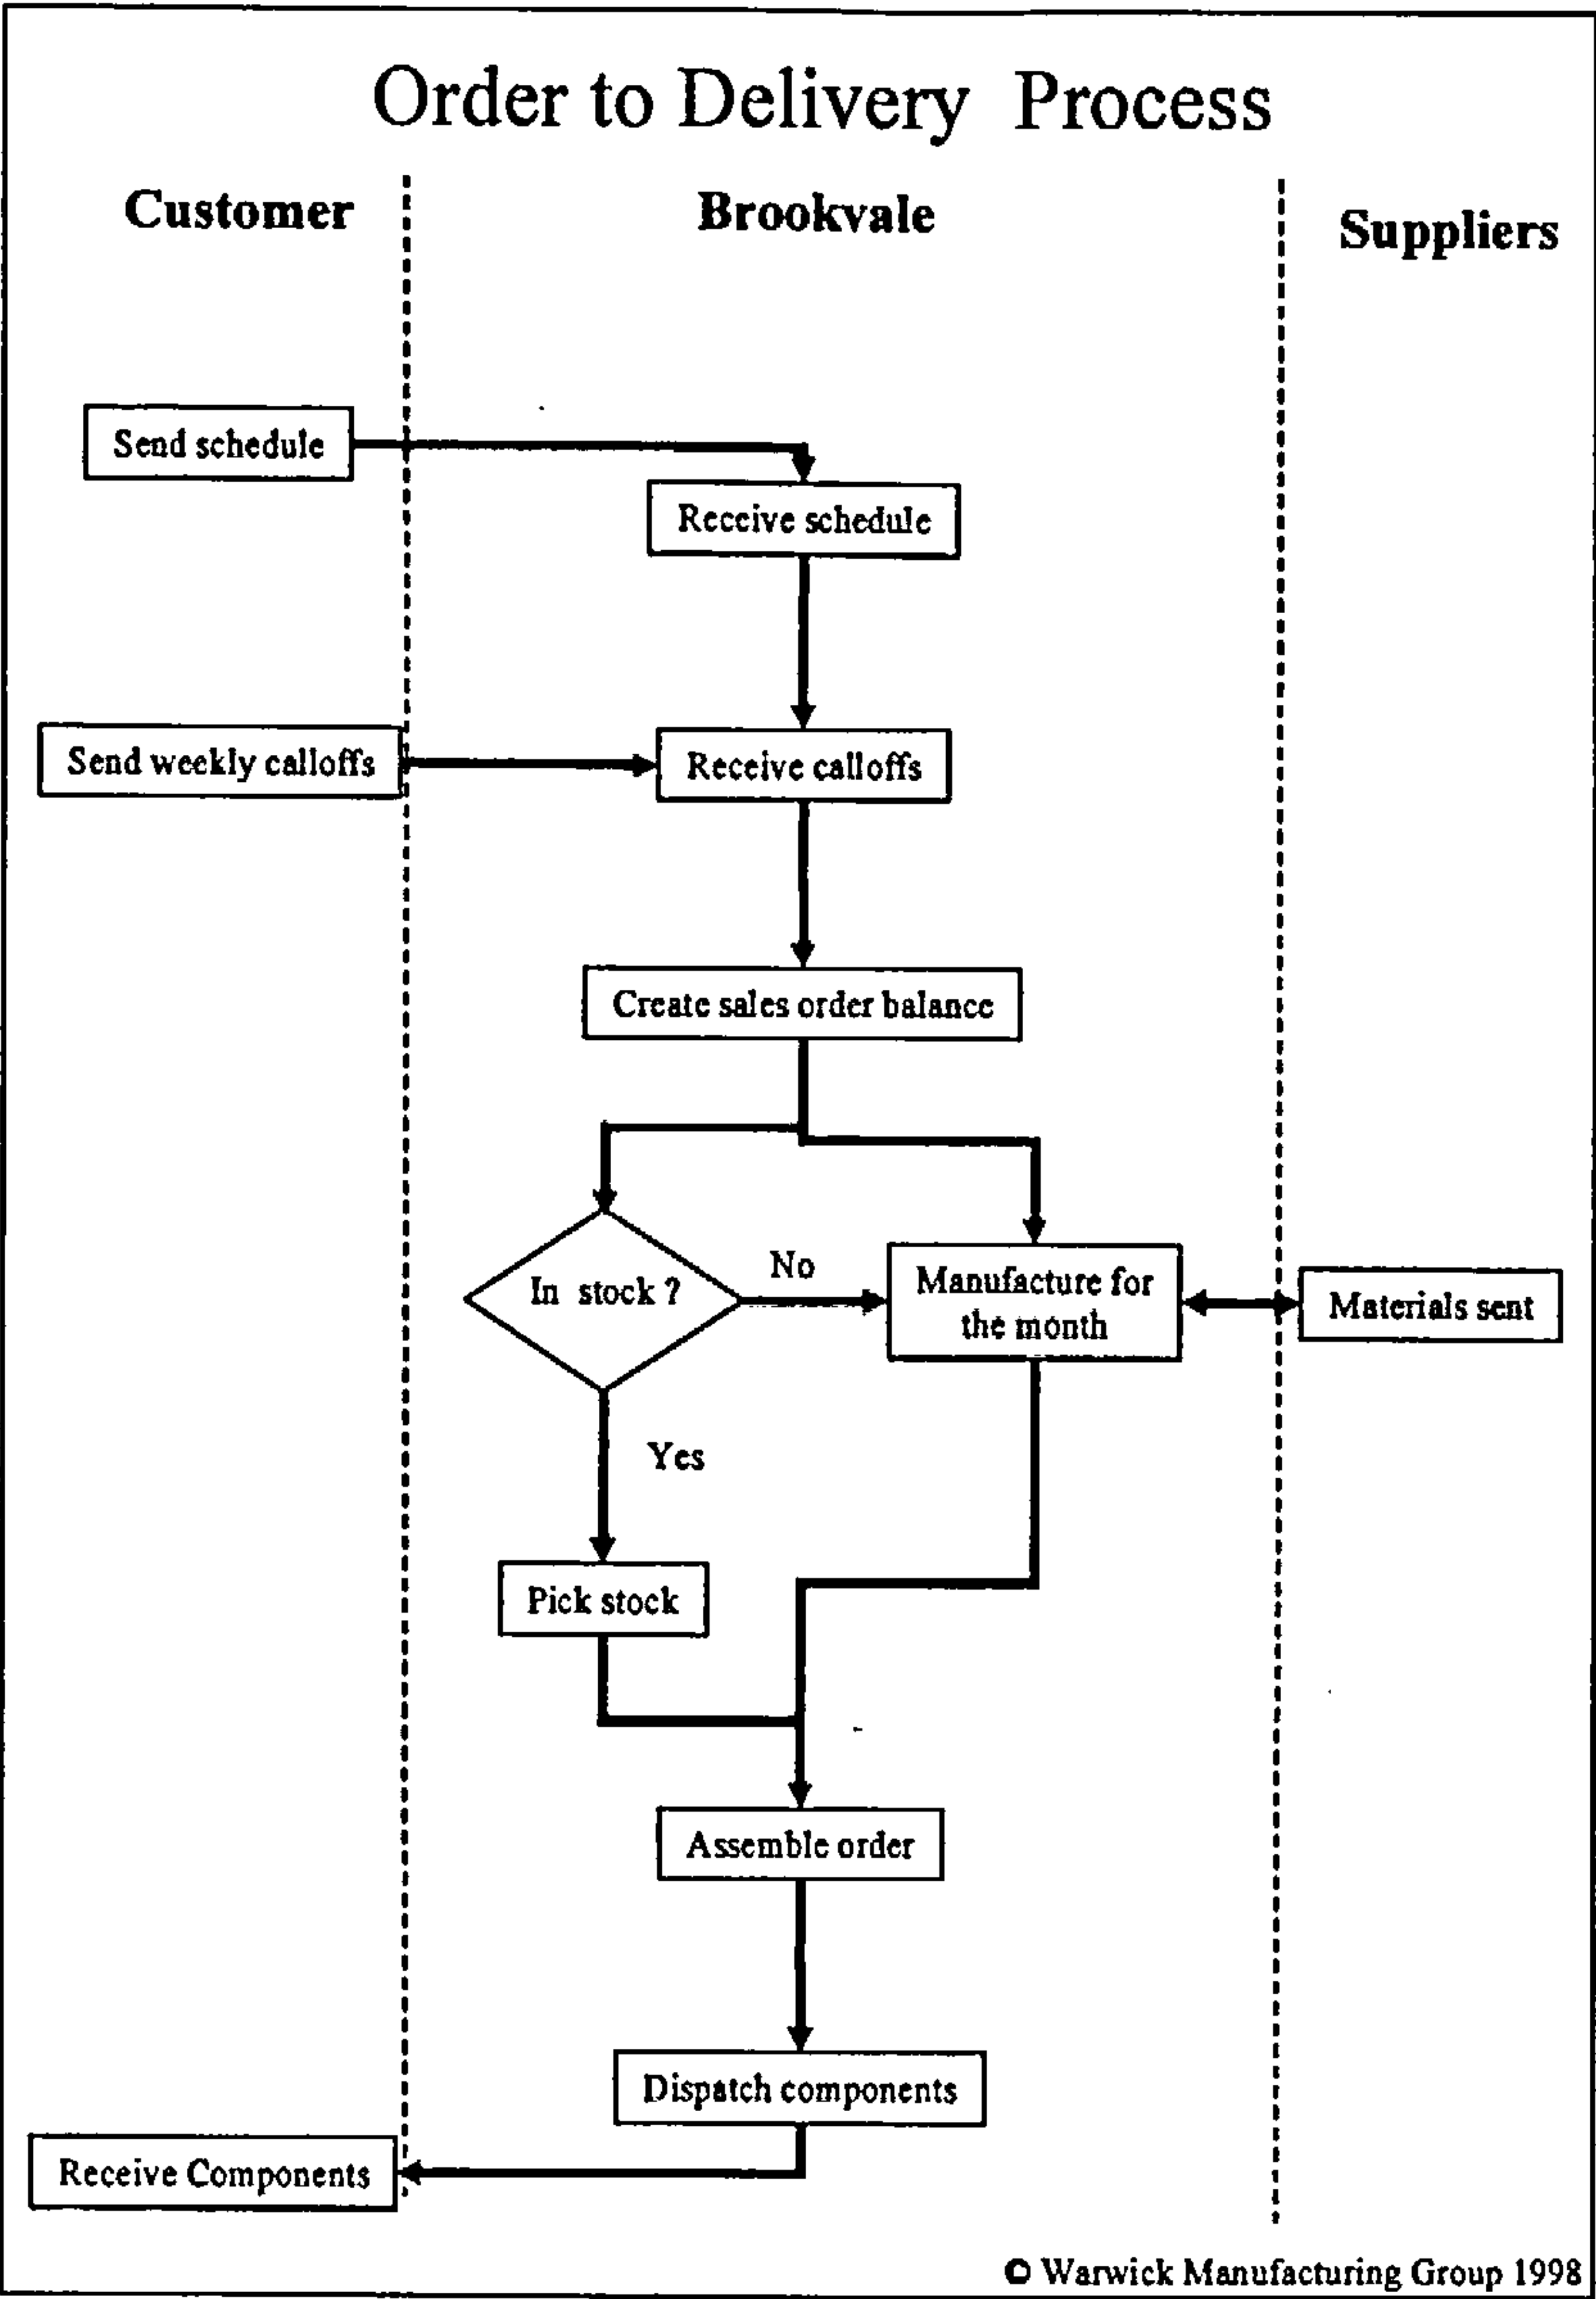 Order to Delivery Process
Customer
Brookvale
Suppliers
Send schedule
Receive schedule
Send weekly calloffs
Receive calloffs
Create sales order balance
In stock ?
No
Manufacture for
the month
Materials sent
Yes
Pick stock
Assemble order
Dispatch components
Receive Components
© Warwick Manufacturing Group 1998